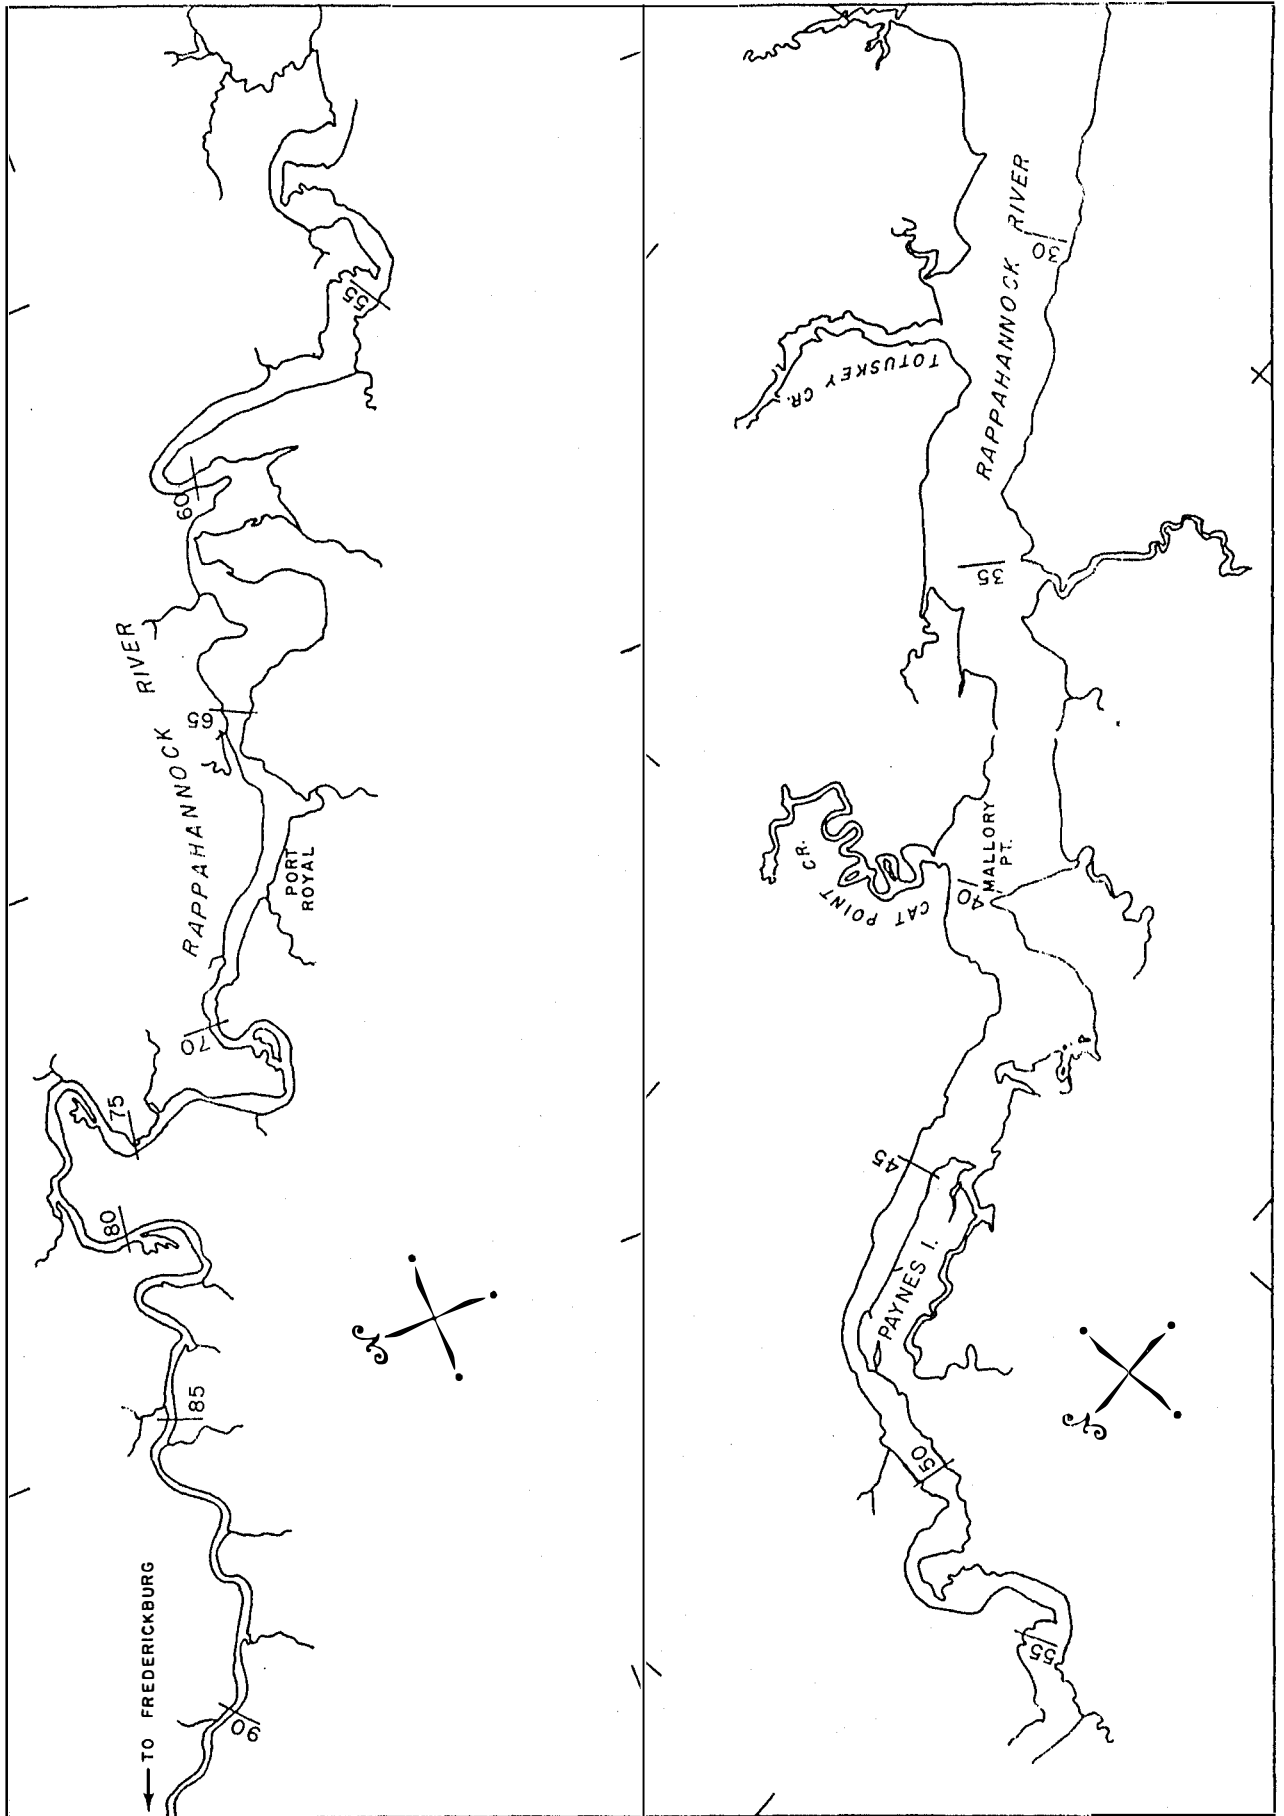 RAPPAHANNOCK RIVER
55
60
65
PORT
ROYAL
70
75
80
85
90
TO FREDERICKBURG
N
RAPPAHANNOCK RIVER
30
TOTUSKEY CR.
35
MALLORY
PT.
CAT POINT CR.
40
45
PAYNES I.
50
55
N